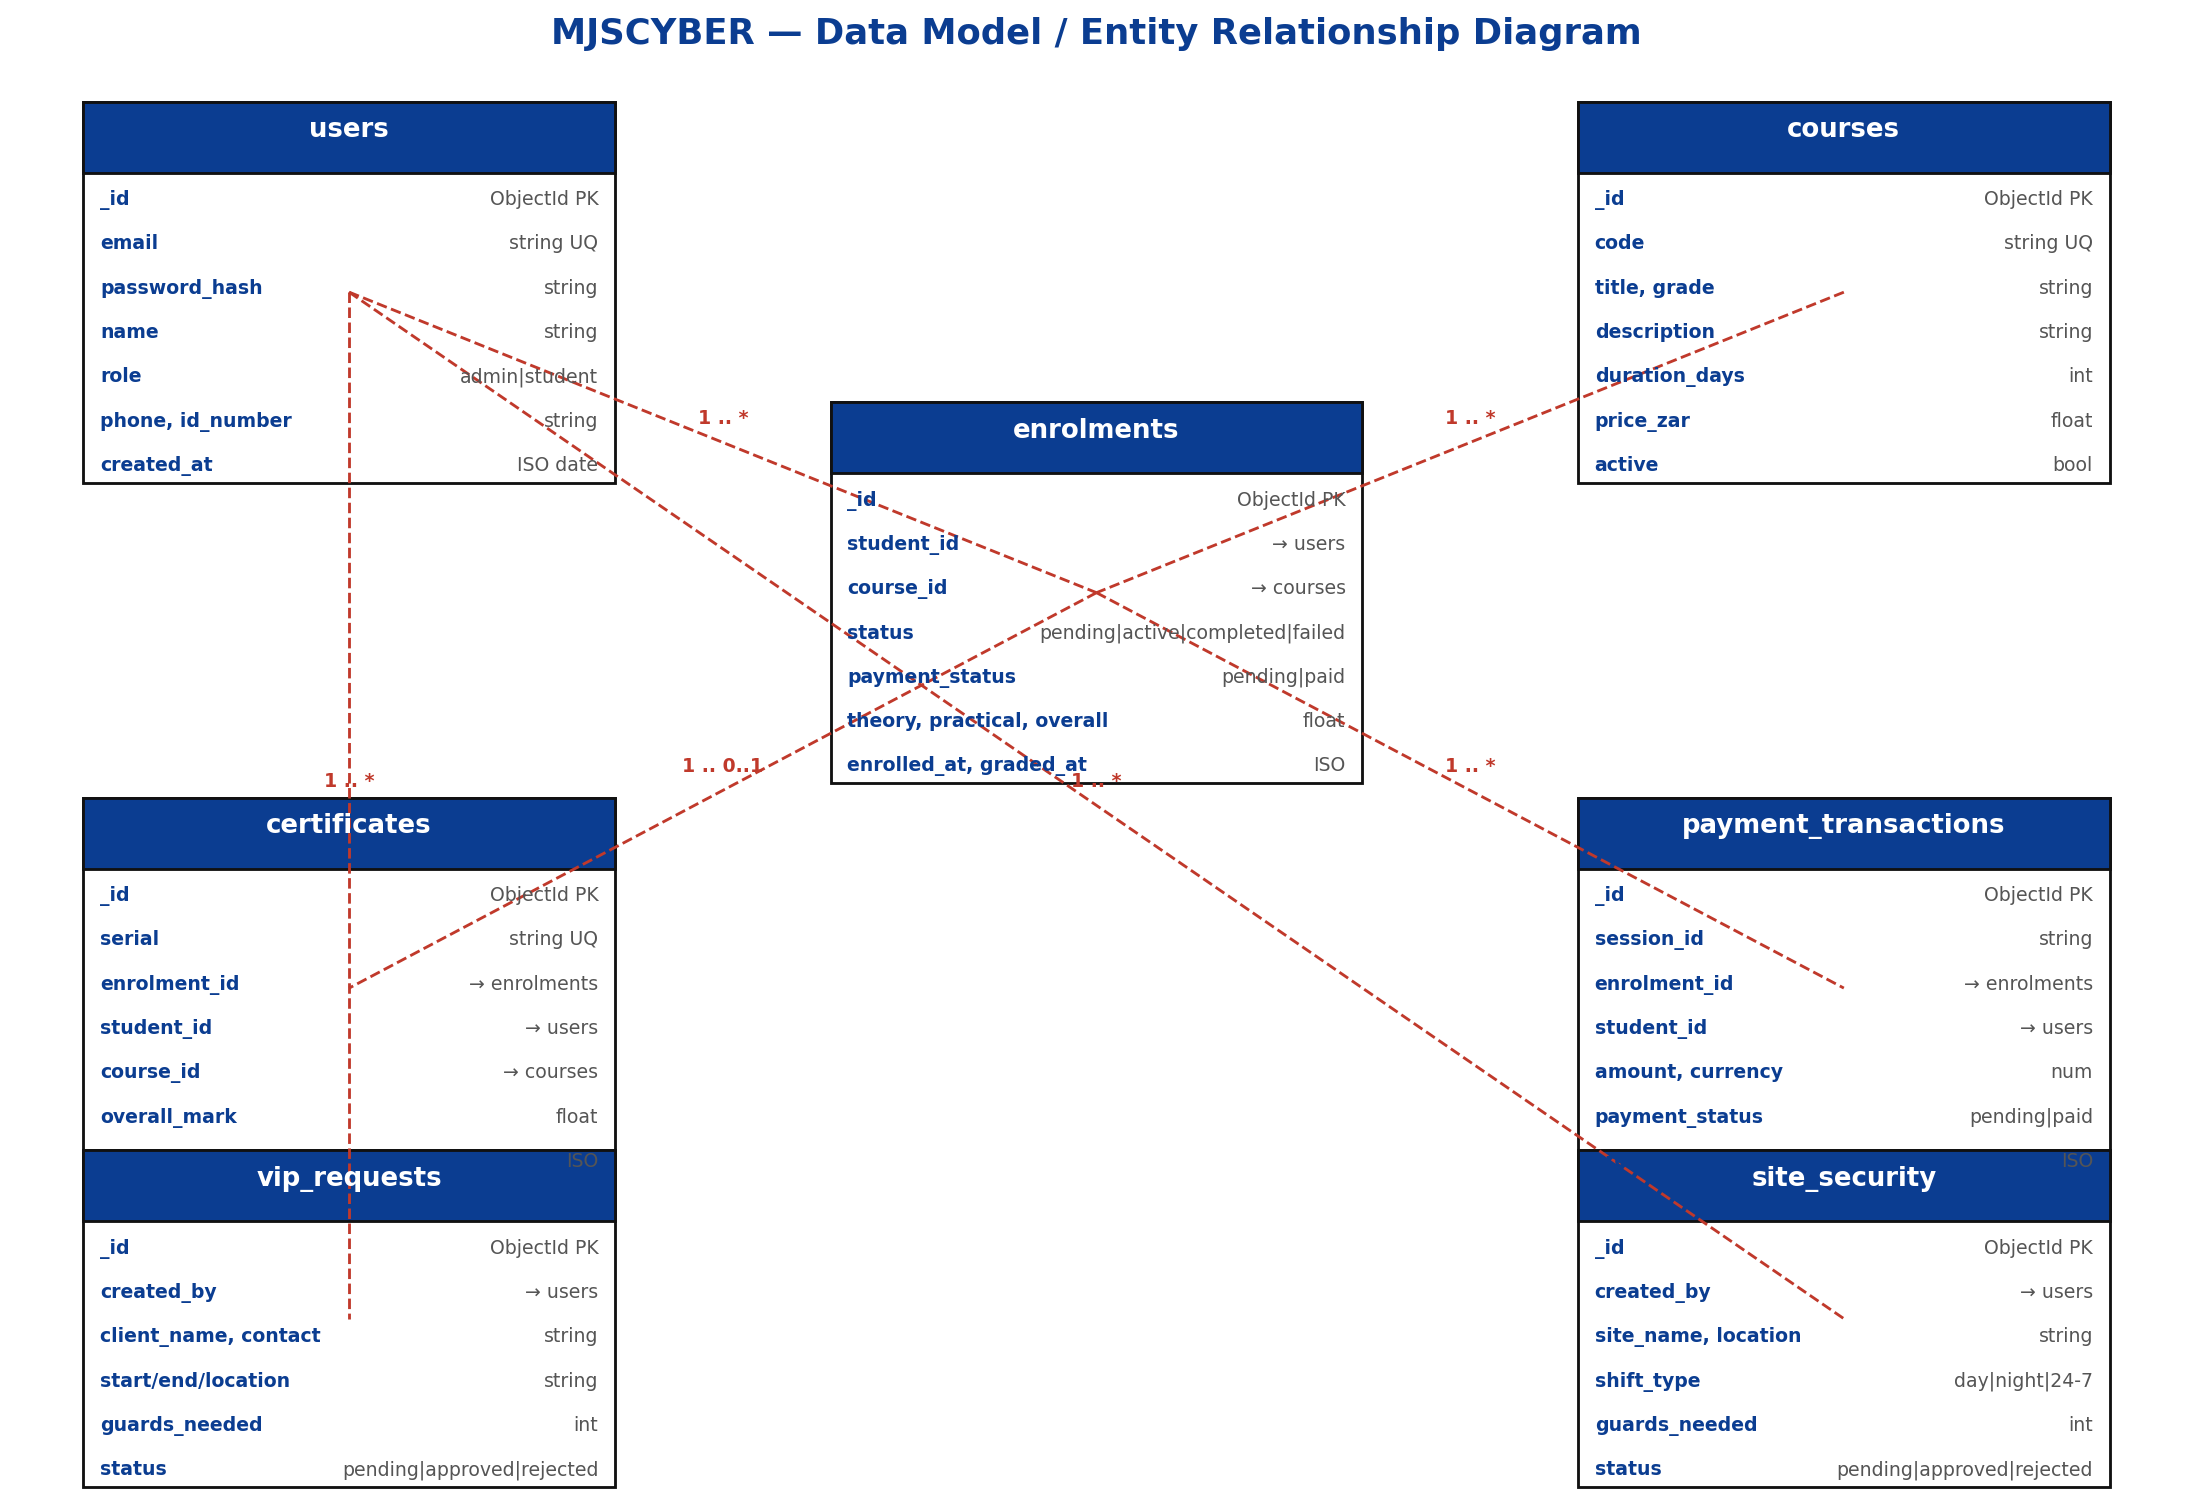 MJSCYBER — Data Model / Entity Relationship Diagram
users
_id ObjectId PK
email string UQ
password_hash string
name string
role admin|student
phone, id_number string
created_at ISO date
courses
_id ObjectId PK
code string UQ
title, grade string
description string
duration_days int
price_zar float
active bool
1 .. *
1 .. *
enrolments
_id ObjectId PK
student_id → users
course_id → courses
status pending|active|completed|failed
payment_status pending|paid
theory, practical, overall float
enrolled_at, graded_at ISO
1 .. *
1 .. 0..1
1 .. *
1 .. *
certificates
_id ObjectId PK
serial string UQ
enrolment_id → enrolments
student_id → users
course_id → courses
overall_mark float
ISO
payment_transactions
_id ObjectId PK
session_id string
enrolment_id → enrolments
student_id → users
amount, currency num
payment_status pending|paid
ISO
vip_requests
_id ObjectId PK
created_by → users
client_name, contact string
start/end/location string
guards_needed int
status pending|approved|rejected
site_security
_id ObjectId PK
created_by → users
site_name, location string
shift_type day|night|24-7
guards_needed int
status pending|approved|rejected